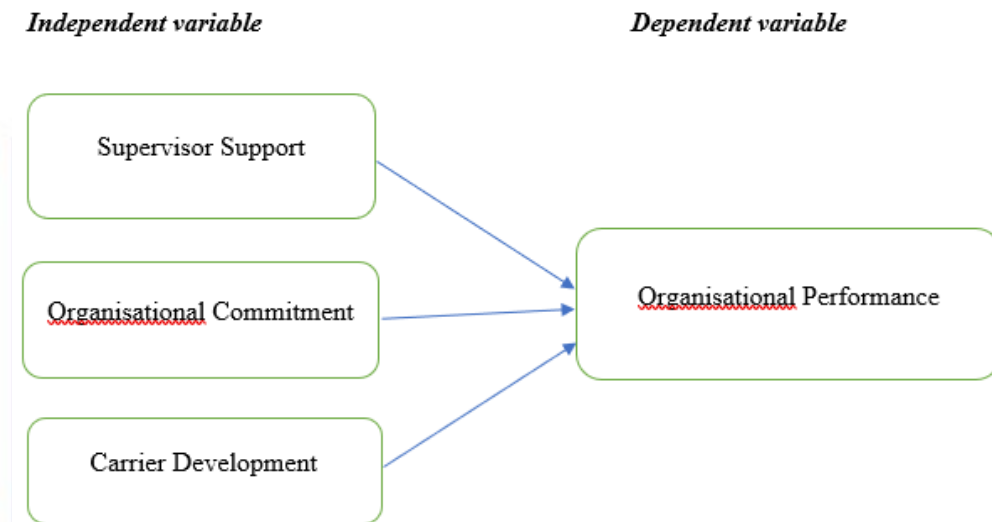 Independent variable
Dependent variable
Supervisor Support
Organisational Commitment
Organisational Performance
Carrier Development